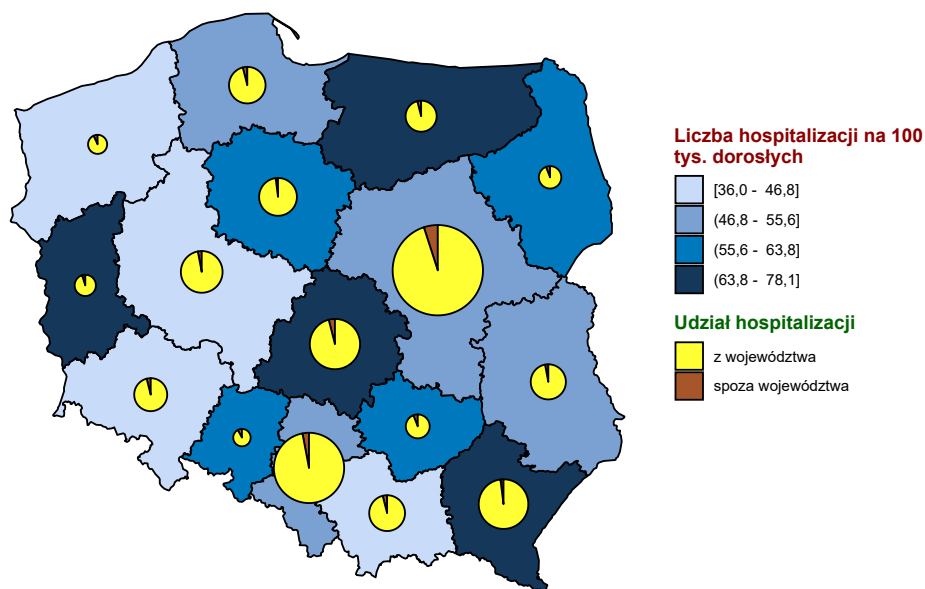 Liczba hospitalizacji na 100
tys. dorosłych
[36,0 - 46,8]
(46,8 - 55,6]
(55,6 - 63,8]
(63,8 - 78,1]
Udział hospitalizacji
z województwa
spoza województwa